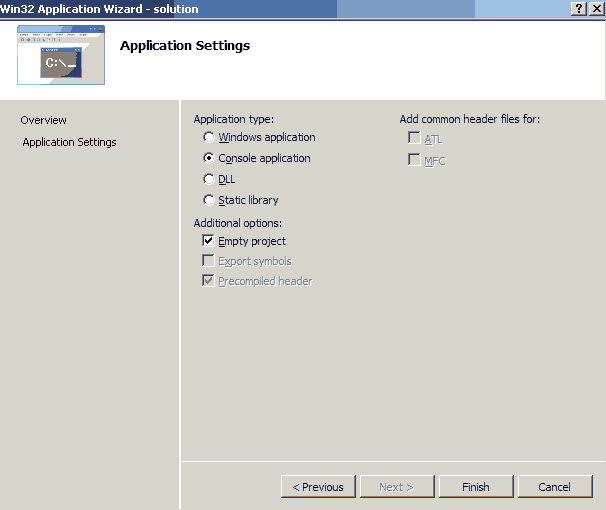 Win32 Application Wizard - solution
Application Settings
C:\_
Overview
Application Settings
Application type:
Windows application
Console application
DLL
Static library
Additional options:
Empty project
Export symbols
Precompiled header
Add common header files for:
ATL
MFC
< Previous
Next >
Finish
Cancel